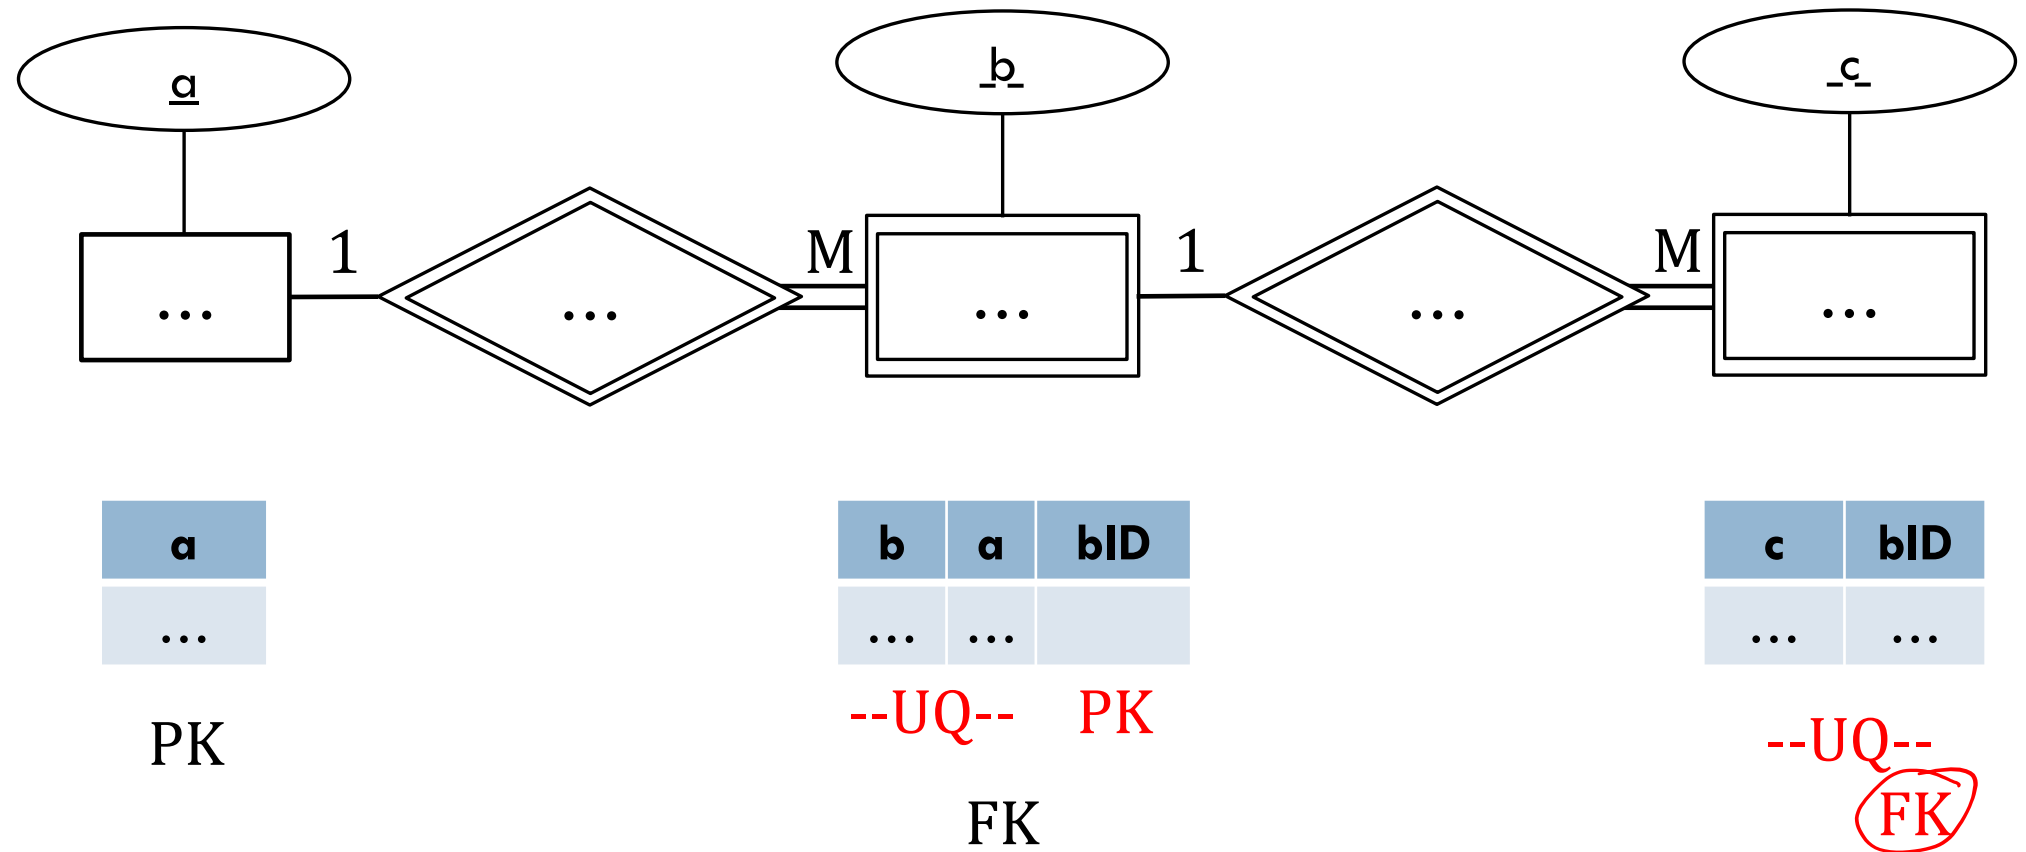 a b c
1 M 1 M
... ... ... ... ...
a b a bID c bID
... ... ... ... ...
--UQ-- PK
PK --UQ--
FK FK